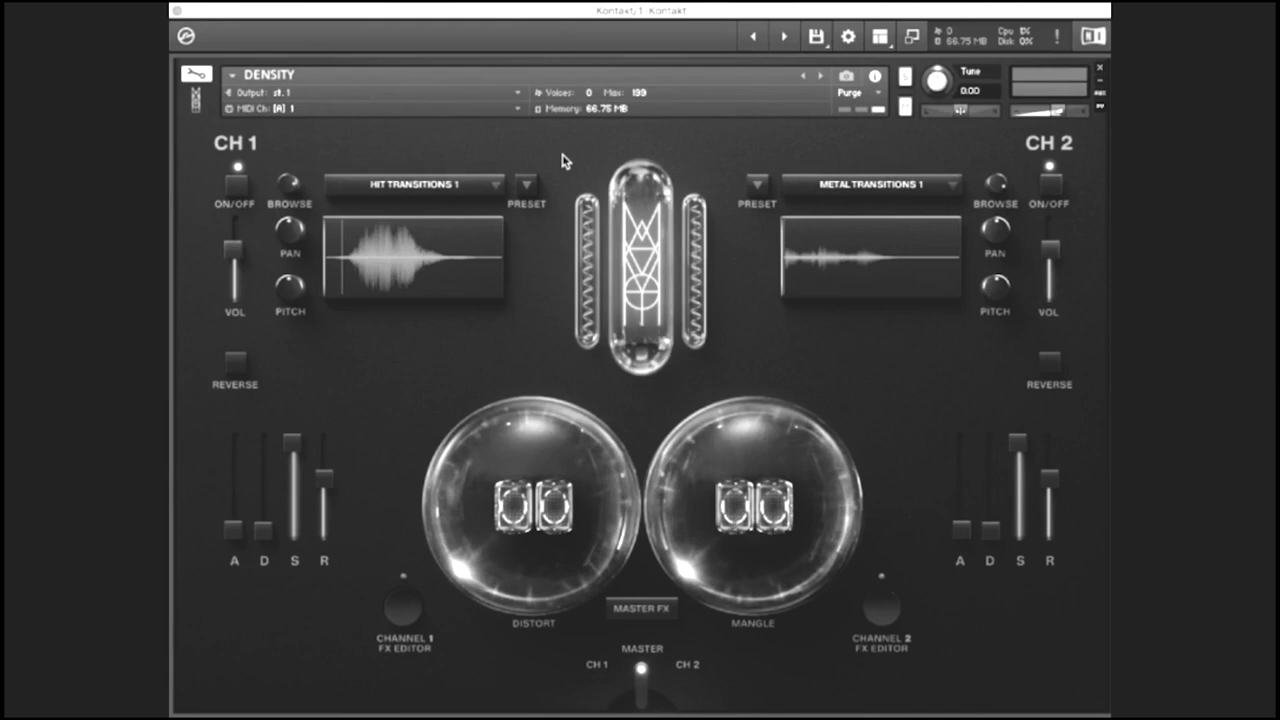 Kontakt/1-Kontakt
0
66.75 MB
Cpu 1%
Disk: 0%
!
DENSITY
Output: st. 1
Voices: 0 Max: 199
Purge
MIDI Ch: [A] 1
Memory: 66.75 MB
S
M
Tune
0.00
CH 1
CH 2
HIT TRANSITIONS 1
METAL TRANSITIONS 1
ON/OFF
BROWSE
PRESET
PRESET
BROWSE
ON/OFF
PAN
PAN
VOL
PITCH
PITCH
VOL
REVERSE
REVERSE
00
00
A D S R
A D S R
MASTER FX
DISTORT
MANGLE
CHANNEL 1
FX EDITOR
CHANNEL 2
FX EDITOR
MASTER
CH 1
CH 2